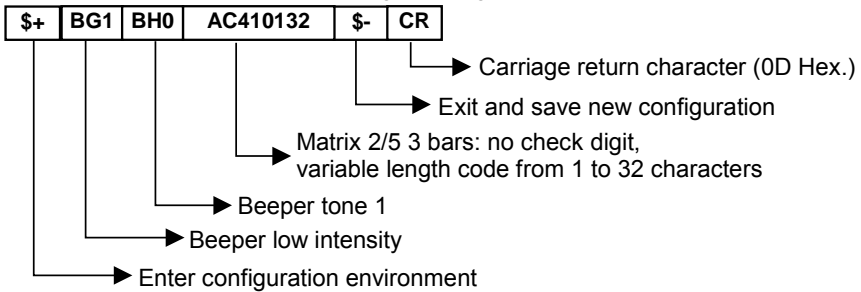 $+ BG1 BH0 AC410132 $- CR
Carriage return character (0D Hex.)
Exit and save new configuration
Matrix 2/5 3 bars: no check digit,
variable length code from 1 to 32 characters
Beeper tone 1
Beeper low intensity
Enter configuration environment